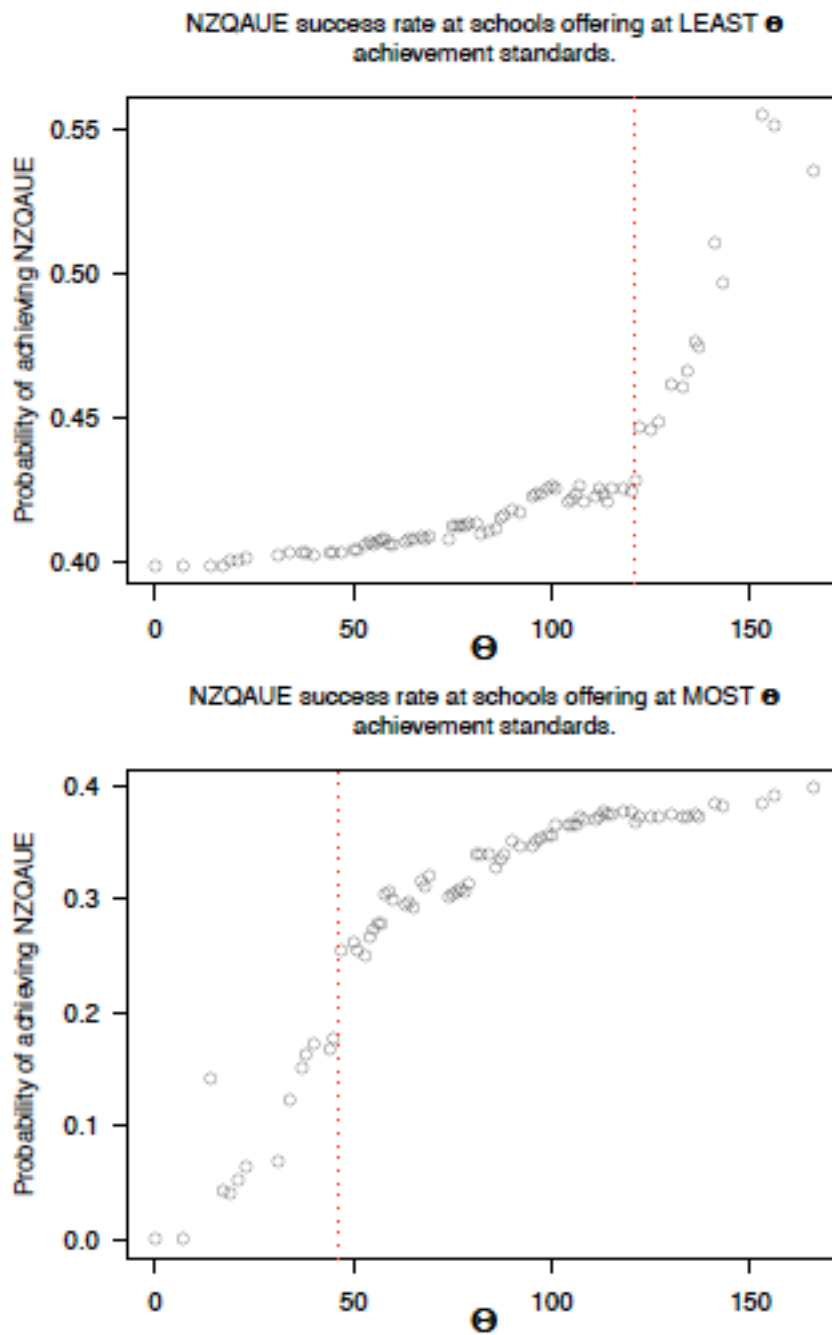 NZQAUE success rate at schools offering at LEAST Θ
achievement standards.
Probability of achieving NZQAUE
0.55
0.50
0.45
0.40
0 50 100 150
Θ
NZQAUE success rate at schools offering at MOST Θ
achievement standards.
Probability of achieving NZQAUE
0.4
0.3
0.2
0.1
0.0
0 50 100 150
Θ